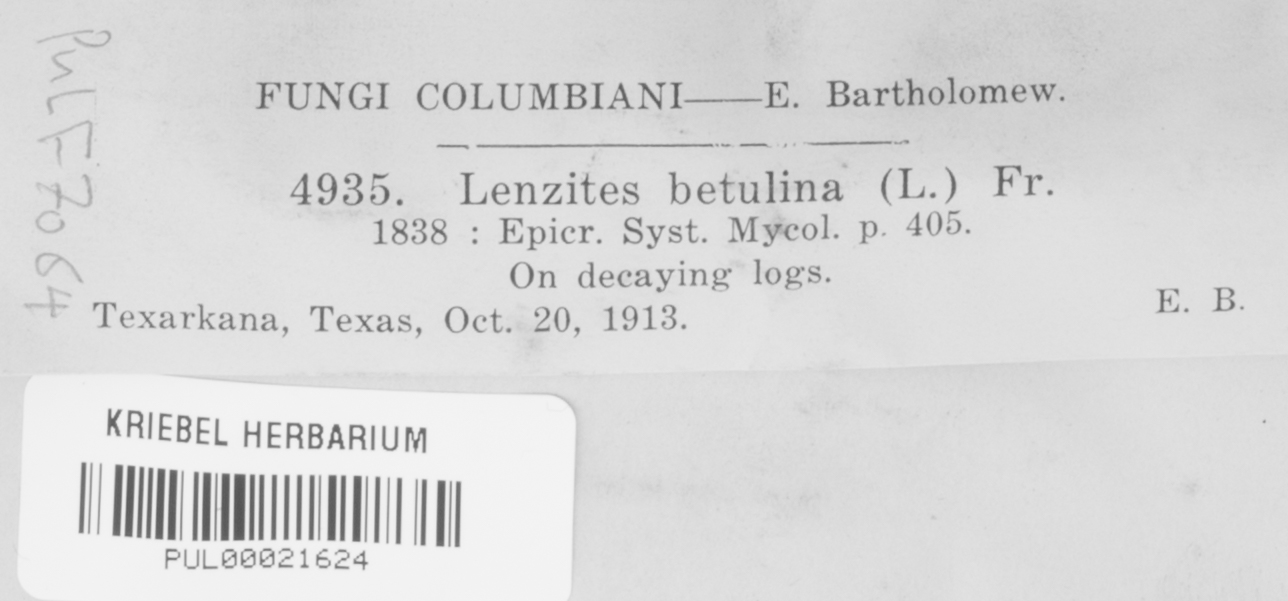 PUL F7064
FUNGI COLUMBIANI——E. Bartholomew.
4935. Lenzites betulina (L.) Fr.
1838 : Epicr. Syst. Mycol. p. 405.
On decaying logs.
Texarkana, Texas, Oct. 20, 1913. E. B.
KRIEBEL HERBARIUM
PUL00021624